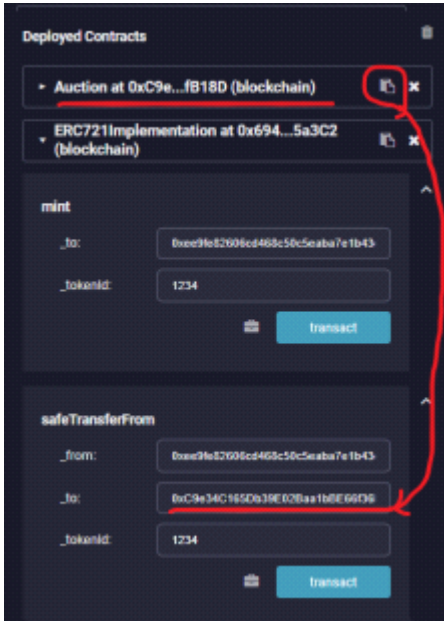 Deployed Contracts
Auction at 0xC9e...fB18D (blockchain)
ERC721Implementation at 0x694...5a3C2
(blockchain)
mint
_to:
0xee9fe82606cd468c50c5eaba7e1b43
_tokenId:
1234
transact
safeTransferFrom
_from:
0xee9fe82606cd468c50c5eaba7e1b43
_to:
0xC9e34C165Db39E02Baa1bBE66f36
_tokenId:
1234
transact